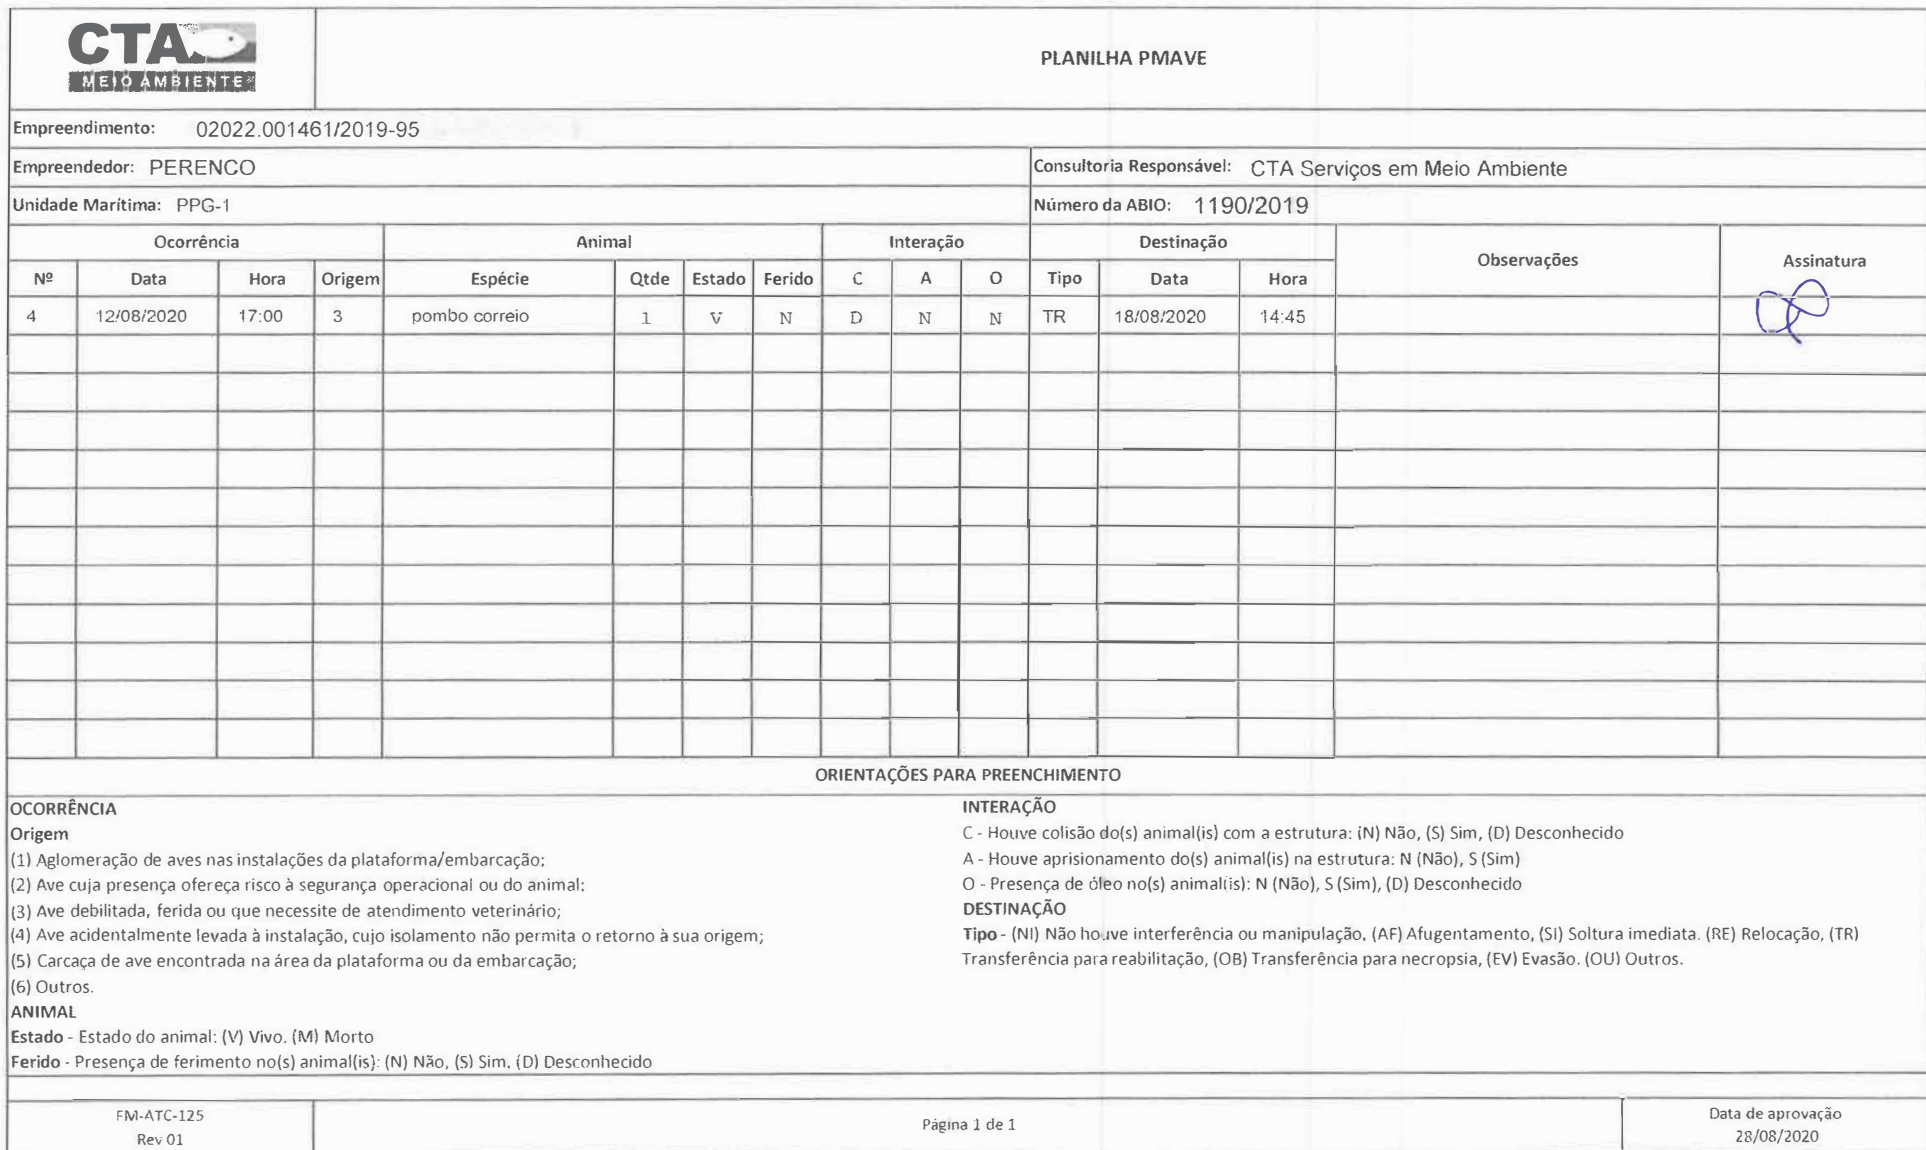 CTA
MEIO AMBIENTE
PLANILHA PMAVE
Empreendimento: 02022.001461/2019-95
Empreendedor: PERENCO
Consultoria Responsável: CTA Serviços em Meio Ambiente
Unidade Marítima: PPG-1
Número da ABIO: 1190/2019
Ocorrência Animal Interação Destinação Observações Assinatura
Nº Data Hora Origem Espécie Qtde Estado Ferido C A O Tipo Data Hora
4 12/08/2020 17:00 3 pombo correio 1 V N D N N TR 18/08/2020 14:45
ORIENTAÇÕES PARA PREENCHIMENTO
OCORRÊNCIA
Origem
(1) Aglomeração de aves nas instalações da plataforma/embarcação;
(2) Ave cuja presença ofereça risco à segurança operacional ou do animal;
(3) Ave debilitada, ferida ou que necessite de atendimento veterinário;
(4) Ave acidentalmente levada à instalação, cujo isolamento não permita o retorno à sua origem;
(5) Carcaça de ave encontrada na área da plataforma ou da embarcação;
(6) Outros.
ANIMAL
Estado - Estado do animal: (V) Vivo. (M) Morto
Ferido - Presença de ferimento no(s) animal(is): (N) Não, (S) Sim. (D) Desconhecido
INTERAÇÃO
C - Houve colisão do(s) animal(is) com a estrutura: (N) Não, (S) Sim, (D) Desconhecido
A - Houve aprisionamento do(s) animal(is) na estrutura: N (Não), S (Sim)
O - Presença de óleo no(s) animal(is): N (Não), S (Sim), (D) Desconhecido
DESTINAÇÃO
Tipo - (NI) Não houve interferência ou manipulação, (AF) Afugentamento, (SI) Soltura imediata. (RE) Relocação, (TR)
Transferência para reabilitação, (OB) Transferência para necropsia, (EV) Evasão. (OU) Outros.
FM-ATC-125
Rev 01
Página 1 de 1
Data de aprovação
28/08/2020